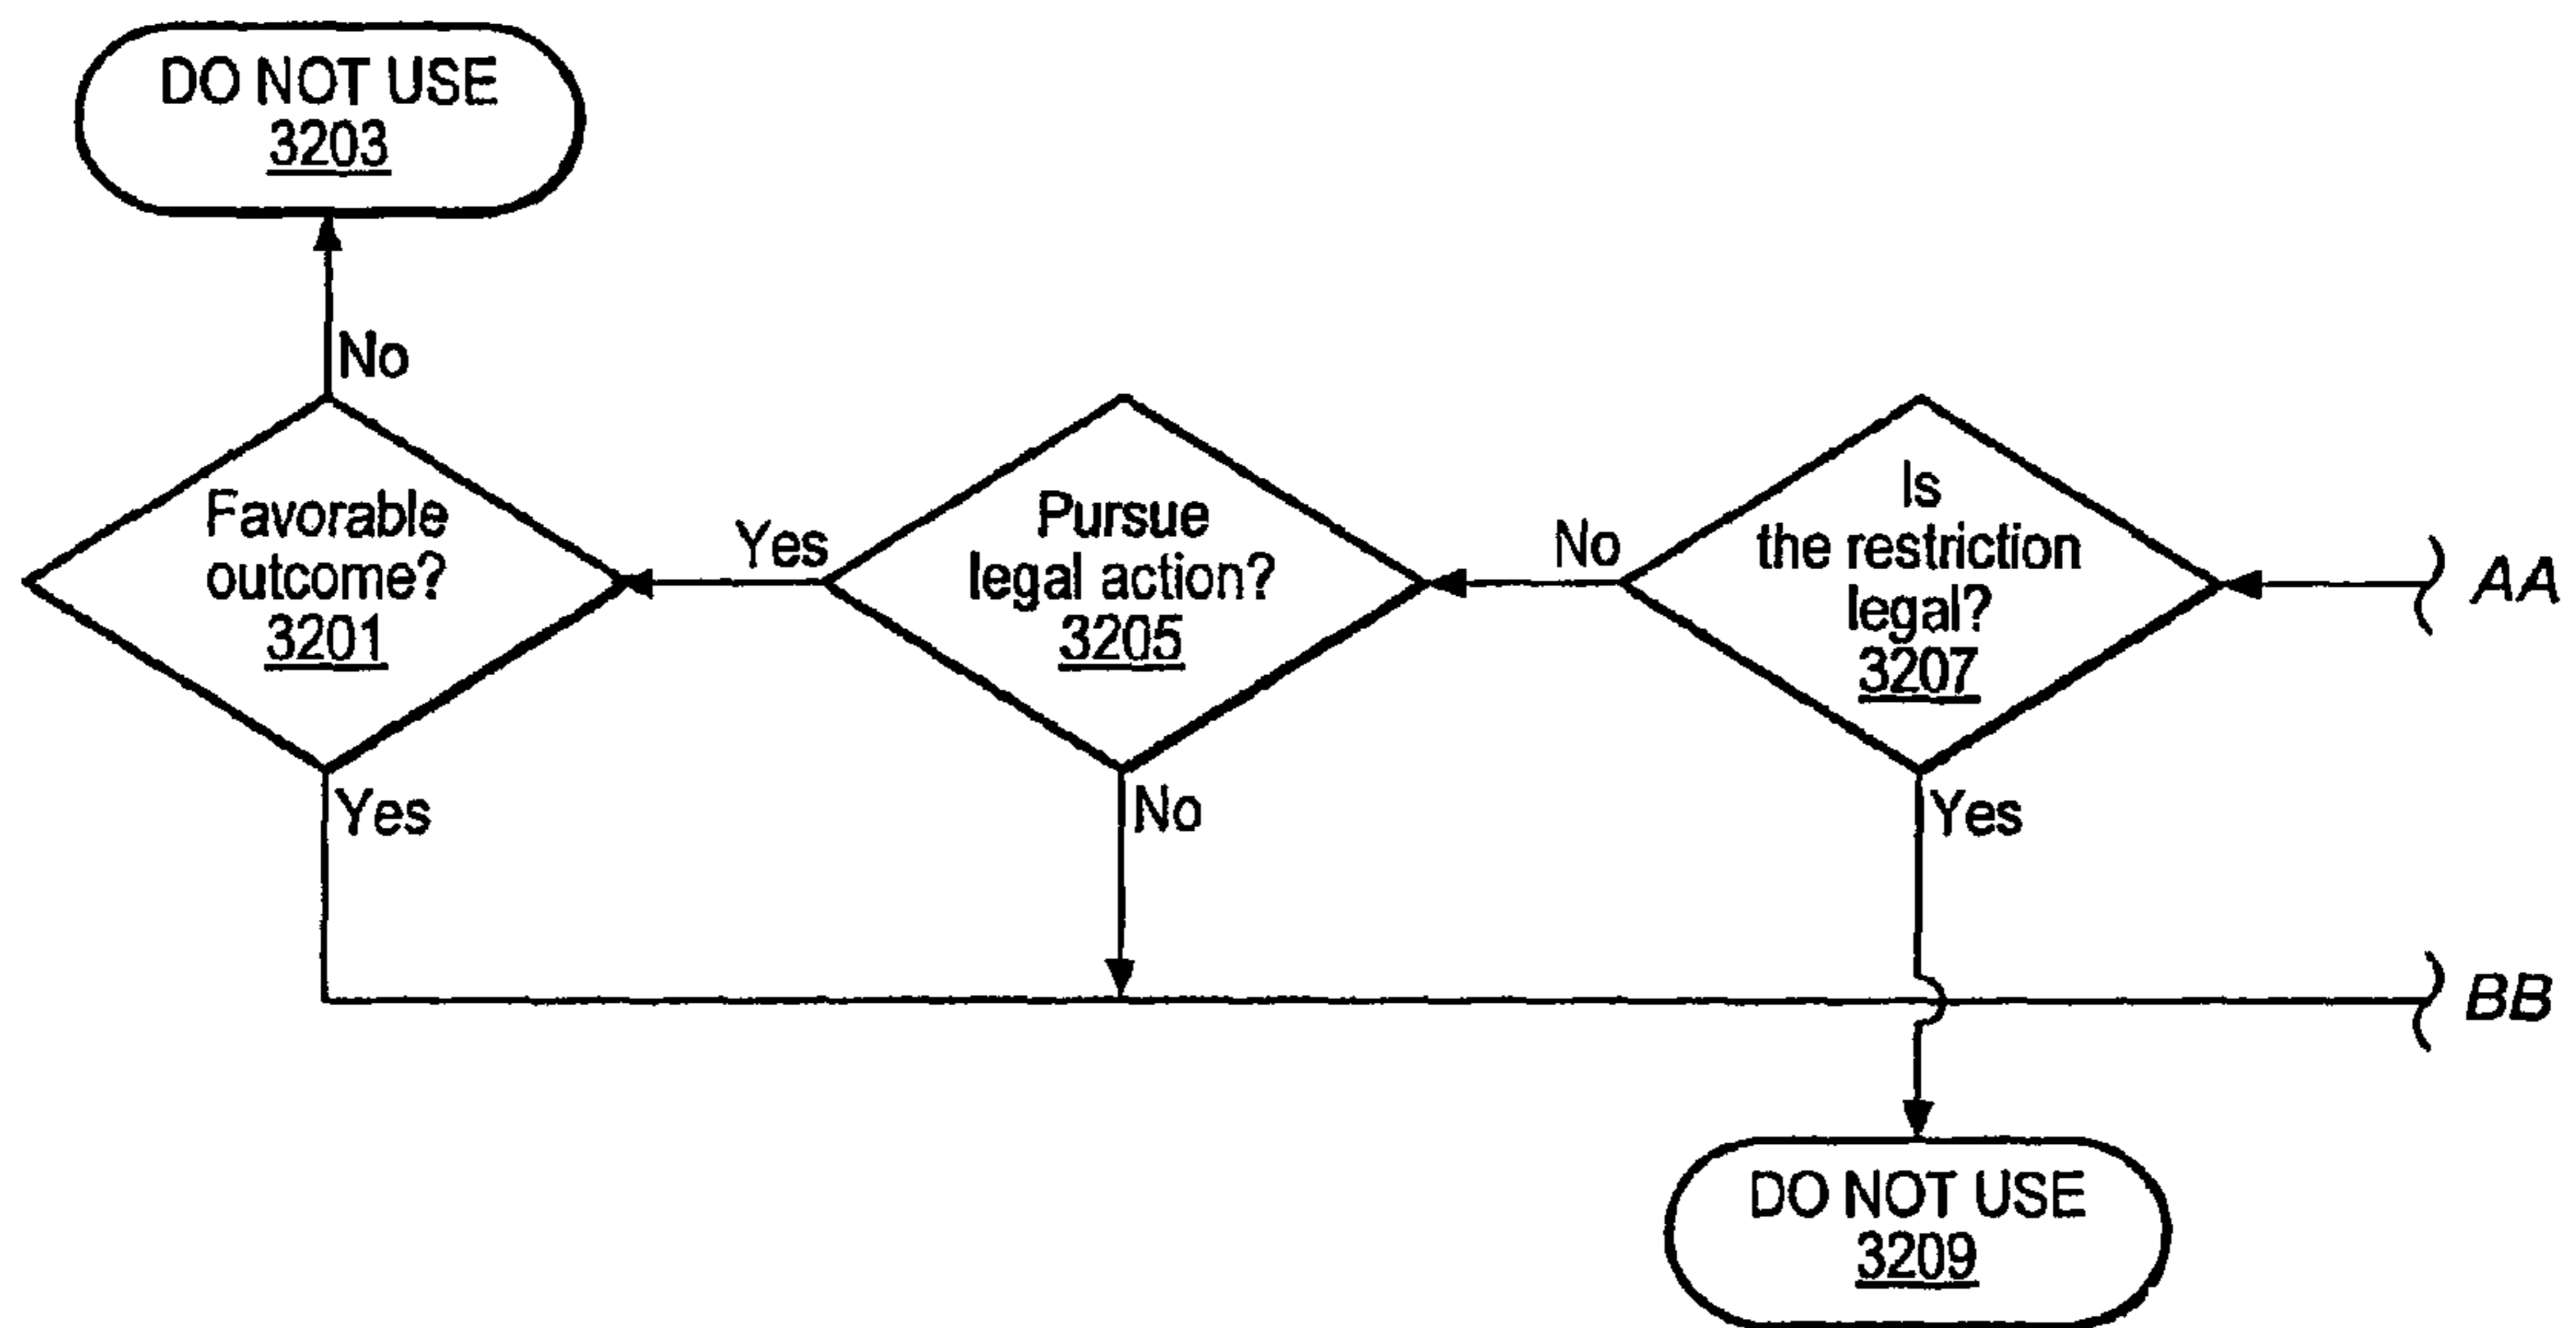 DO NOT USE
3203
No
Favorable
outcome?
3201
Yes
Yes
Pursue
legal action?
3205
No
No
Is
the restriction
legal?
3207
Yes
AA
BB
DO NOT USE
3209